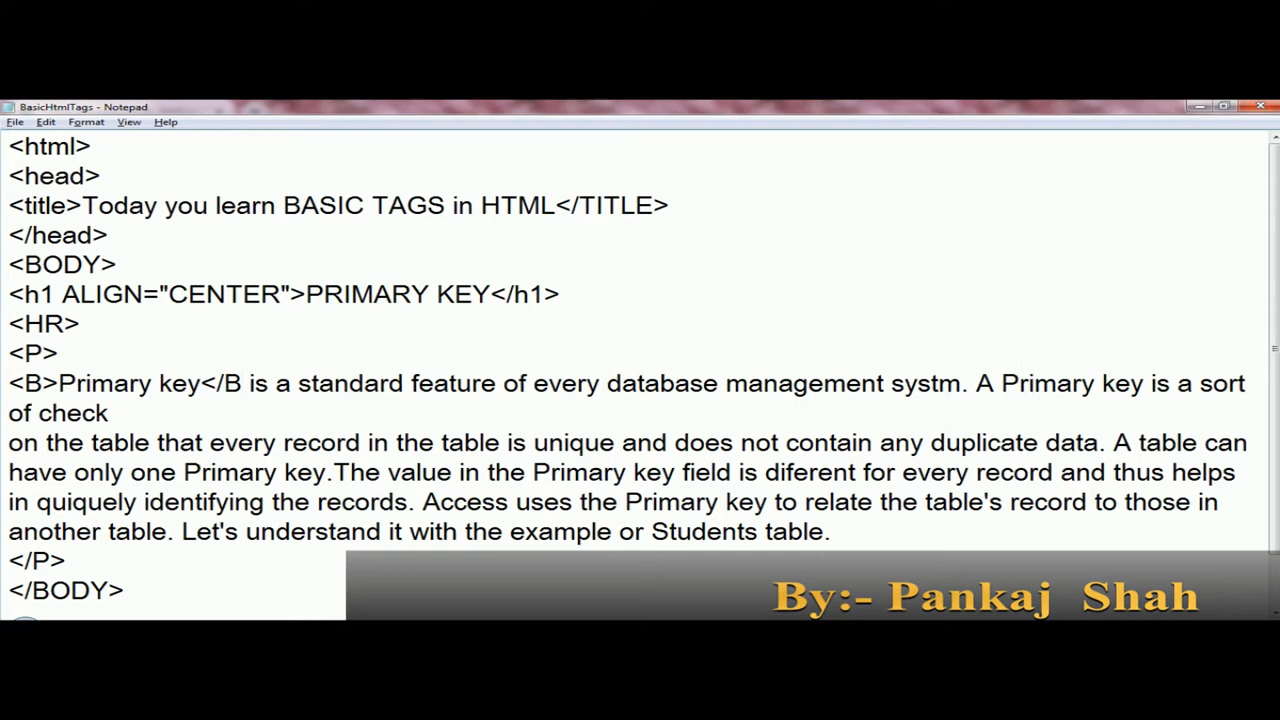 BasicHtmlTags - Notepad
File Edit Format View Help
<html>
<head>
<title>Today you learn BASIC TAGS in HTML</TITLE>
</head>
<BODY>
<h1 ALIGN="CENTER">PRIMARY KEY</h1>
<HR>
<P>
<B>Primary key</B is a standard feature of every database management systm. A Primary key is a sort
of check
on the table that every record in the table is unique and does not contain any duplicate data. A table can
have only one Primary key.The value in the Primary key field is diferent for every record and thus helps
in quiquely identifying the records. Access uses the Primary key to relate the table's record to those in
another table. Let's understand it with the example or Students table.
</P>
</BODY>
By:- Pankaj Shah